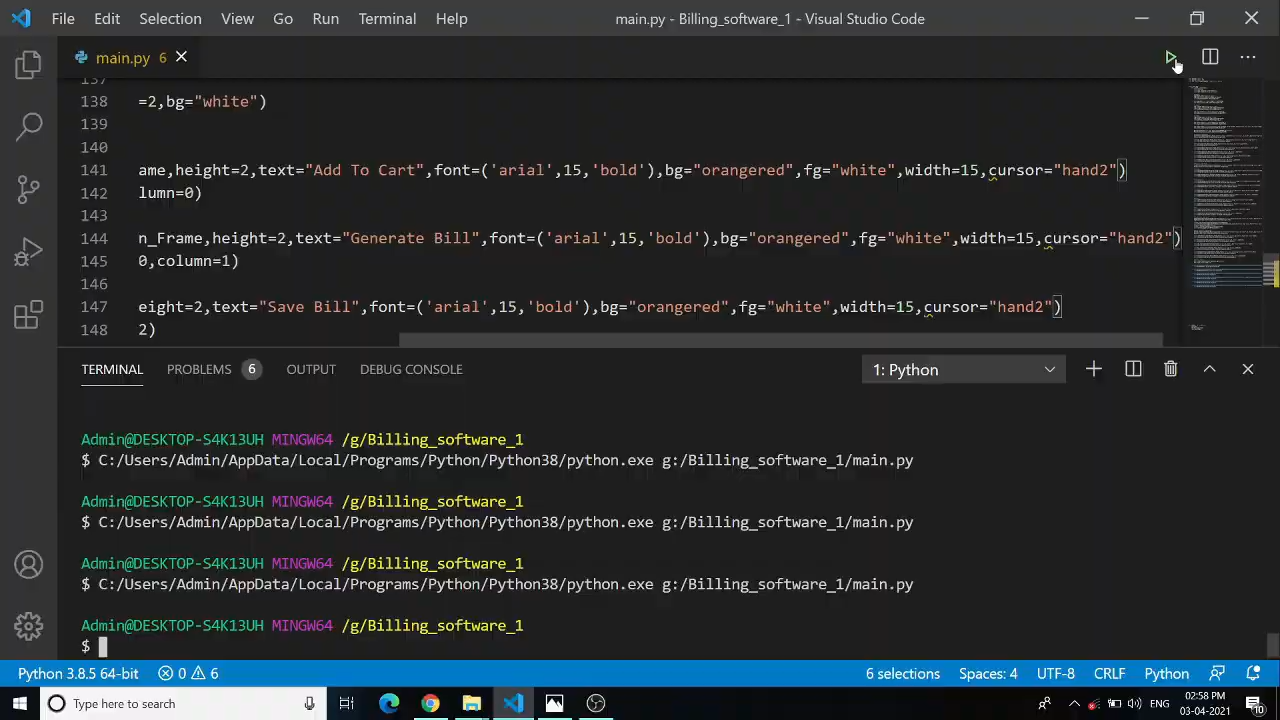 File Edit Selection View Go Run Terminal Help main.py - Billing_software_1 - Visual Studio Code
main.py 6
137
138 =2,bg="white")
139
140
141 am,height=2,text="Add to Cart",font=( ,15,'bold'),bg="orangered",fg="white",width=15,cursor="hand2")
142 lumn=0)
143
144 n_Frame,height=2,text="Generate Bill",font=('arial',15,'bold'),bg="orangered",fg="white",width=15,cursor="hand2")
145 0,column=1)
146
147 eight=2,text="Save Bill",font=('arial',15,'bold'),bg="orangered",fg="white",width=15,cursor="hand2")
148 2)
TERMINAL PROBLEMS 6 OUTPUT DEBUG CONSOLE 1: Python
Admin@DESKTOP-S4K13UH MINGW64 /g/Billing_software_1
$ C:/Users/Admin/AppData/Local/Programs/Python/Python38/python.exe g:/Billing_software_1/main.py
Admin@DESKTOP-S4K13UH MINGW64 /g/Billing_software_1
$ C:/Users/Admin/AppData/Local/Programs/Python/Python38/python.exe g:/Billing_software_1/main.py
Admin@DESKTOP-S4K13UH MINGW64 /g/Billing_software_1
$ C:/Users/Admin/AppData/Local/Programs/Python/Python38/python.exe g:/Billing_software_1/main.py
Admin@DESKTOP-S4K13UH MINGW64 /g/Billing_software_1
$
Python 3.8.5 64-bit 0 6 6 selections Spaces: 4 UTF-8 CRLF Python
Type here to search ENG 02:58 PM
03-04-2021 10